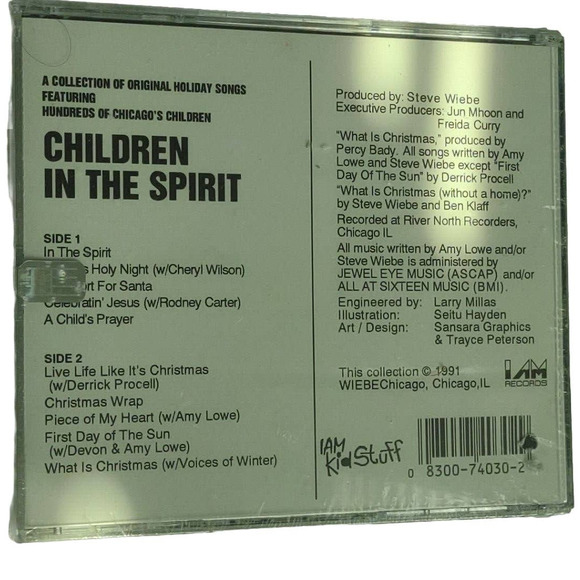 A COLLECTION OF ORIGINAL HOLIDAY SONGS
FEATURING
HUNDREDS OF CHICAGO'S CHILDREN
CHILDREN
IN THE SPIRIT
SIDE 1
In The Spirit
s Holy Night (w/Cheryl Wilson)
rt For Santa
Celebratin' Jesus (w/Rodney Carter)
A Child's Prayer
SIDE 2
Live Life Like It's Christmas
(w/Derrick Procell)
Christmas Wrap
Piece of My Heart (w/Amy Lowe)
First Day of The Sun
(w/Devon & Amy Lowe)
What Is Christmas (w/Voices of Winter)
Produced by: Steve Wiebe
Executive Producers: Jun Mhoon and
Freida Curry
"What Is Christmas," produced by
Percy Bady. All songs written by Amy
Lowe and Steve Wiebe except "First
Day Of The Sun" by Derrick Procell
"What Is Christmas (without a home)?"
by Steve Wiebe and Ben Klaff
Recorded at River North Recorders,
Chicago IL
All music written by Amy Lowe and/or
Steve Wiebe is administered by
JEWEL EYE MUSIC (ASCAP) and/or
ALL AT SIXTEEN MUSIC (BMI).
Engineered by: Larry Millas
Illustration: Seitu Hayden
Art / Design: Sansara Graphics
& Trayce Peterson
This collection © 1991
WIEBEChicago, Chicago,IL
I AM
RECORDS
I AM
Kid Stuff
0 8300-74030-2